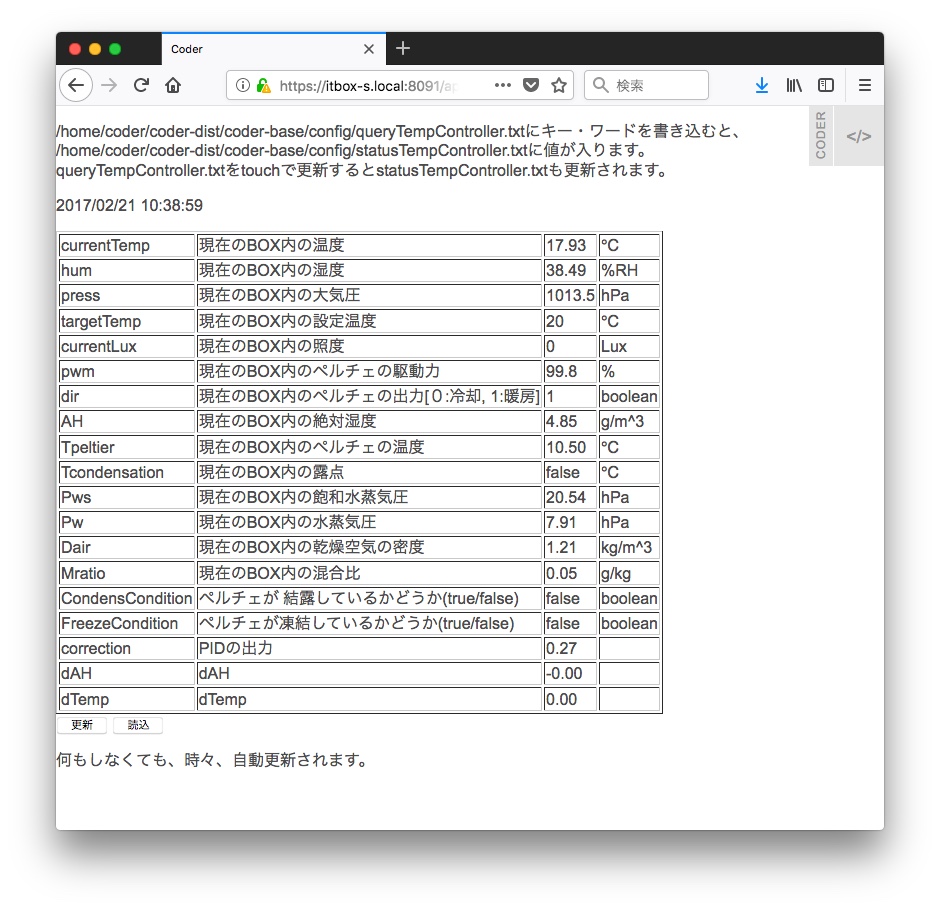 Coder
https://itbox-s.local:8091/ap
検索
CODER
</>
/home/coder/coder-dist/coder-base/config/queryTempController.txtにキー・ワードを書き込むと、
/home/coder/coder-dist/coder-base/config/statusTempController.txtに値が入ります。
queryTempController.txtをtouchで更新するとstatusTempController.txtも更新されます。
2017/02/21 10:38:59
currentTemp 現在のBOX内の温度 17.93 °C
hum 現在のBOX内の湿度 38.49 %RH
press 現在のBOX内の大気圧 1013.5 hPa
targetTemp 現在のBOX内の設定温度 20 °C
currentLux 現在のBOX内の照度 0 Lux
pwm 現在のBOX内のペルチェの駆動力 99.8 %
dir 現在のBOX内のペルチェの出力[０:冷却, 1:暖房] 1 boolean
AH 現在のBOX内の絶対湿度 4.85 g/m^3
Tpeltier 現在のBOX内のペルチェの温度 10.50 °C
Tcondensation 現在のBOX内の露点 false °C
Pws 現在のBOX内の飽和水蒸気圧 20.54 hPa
Pw 現在のBOX内の水蒸気圧 7.91 hPa
Dair 現在のBOX内の乾燥空気の密度 1.21 kg/m^3
Mratio 現在のBOX内の混合比 0.05 g/kg
CondensCondition ペルチェが 結露しているかどうか(true/false) false boolean
FreezeCondition ペルチェが凍結しているかどうか(true/false) false boolean
correction PIDの出力 0.27
dAH dAH -0.00
dTemp dTemp 0.00
更新 読込
何もしなくても、時々、自動更新されます。